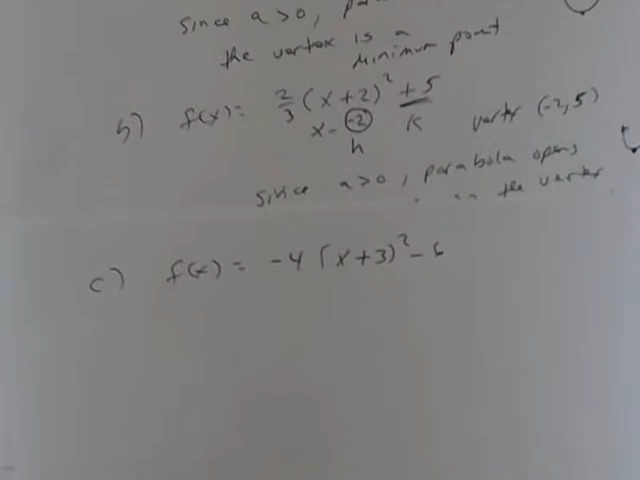 since a>0, pa
the vertex is a
minimum point
b) f(x)= 2/3 (x+2)² + 5
x - -2 k vertex (-2,5)
h
since a>0, parabola opens
the vertex
c) f(x) = -4 (x+3)² -